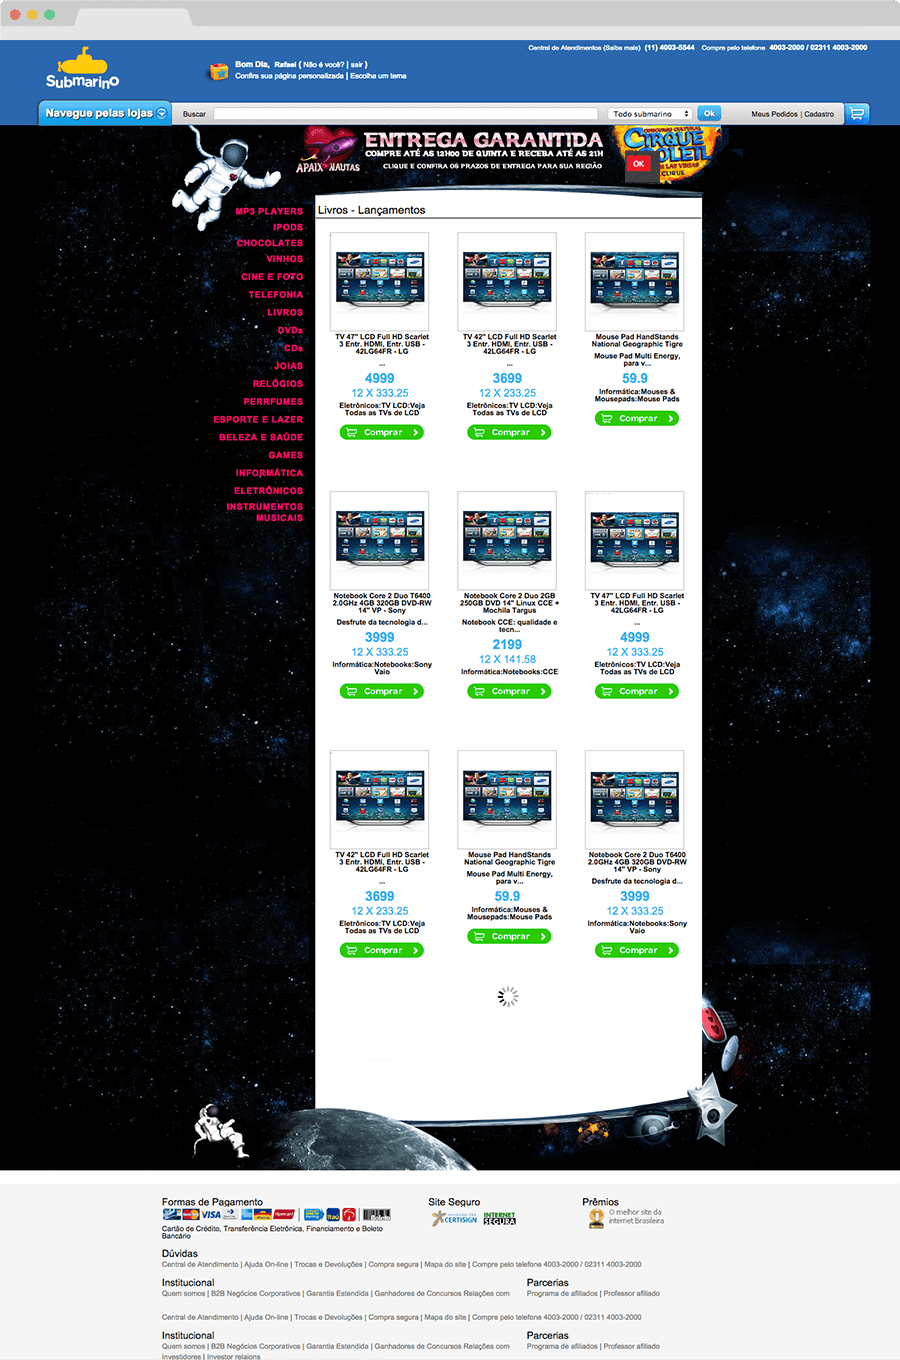 Central de Atendimentos (Saiba mais) (11) 4003-5544 Compre pelo telefone 4003-2000 / 02311 4003-2000
Submarino
Bom Dia, Rafael ( Não é você? | sair )
Confira sua página personalizada | Escolha um tema
Navegue pelas lojas
Buscar
Todo submarino
Ok
Meus Pedidos | Cadastro
APAIX NAUTAS
ENTREGA GARANTIDA
COMPRE ATÉ AS 12H00 DE QUINTA E RECEBA ATÉ AS 21H
CLIQUE E CONFIRA OS PRAZOS DE ENTREGA PARA SUA REGIÃO
CONCURSO CULTURAL
CIRQUE
SOLEIL
EM LAS VEGAS
CLIQUE
OK
MP3 PLAYERS
IPODS
CHOCOLATES
VINHOS
CINE E FOTO
TELEFONIA
LIVROS
DVDs
CDs
JOIAS
RELÓGIOS
PERRFUMES
ESPORTE E LAZER
BELEZA E SAÚDE
GAMES
INFORMÁTICA
ELETRÔNICOS
INSTRUMENTOS
MUSICAIS
Livros - Lançamentos
TV 47" LCD Full HD Scarlet
3 Entr. HDMI, Entr. USB -
42LG64FR - LG
...
4999
12 X 333.25
Eletrônicos:TV LCD:Veja
Todas as TVs de LCD
Comprar
TV 42" LCD Full HD Scarlet
3 Entr. HDMI, Entr. USB -
42LG64FR - LG
...
3699
12 X 233.25
Eletrônicos:TV LCD:Veja
Todas as TVs de LCD
Comprar
Mouse Pad HandStands
National Geographic Tigre
Mouse Pad Multi Energy,
para v...
59.9
Informática:Mouses &
Mousepads:Mouse Pads
Comprar
Notebook Core 2 Duo T6400
2.0GHz 4GB 320GB DVD-RW
14" VP - Sony
Desfrute da tecnologia d...
3999
12 X 333.25
Informática:Notebooks:Sony
Vaio
Comprar
Notebook Core 2 Duo 2GB
250GB DVD 14" Linux CCE +
Mochila Targus
Notebook CCE: qualidade e
tecn...
2199
12 X 141.58
Informática:Notebooks:CCE
Comprar
TV 47" LCD Full HD Scarlet
3 Entr. HDMI, Entr. USB -
42LG64FR - LG
...
4999
12 X 333.25
Eletrônicos:TV LCD:Veja
Todas as TVs de LCD
Comprar
TV 42" LCD Full HD Scarlet
3 Entr. HDMI, Entr. USB -
42LG64FR - LG
...
3699
12 X 233.25
Eletrônicos:TV LCD:Veja
Todas as TVs de LCD
Comprar
Mouse Pad HandStands
National Geographic Tigre
Mouse Pad Multi Energy,
para v...
59.9
Informática:Mouses &
Mousepads:Mouse Pads
Comprar
Notebook Core 2 Duo T6400
2.0GHz 4GB 320GB DVD-RW
14" VP - Sony
Desfrute da tecnologia d...
3999
12 X 333.25
Informática:Notebooks:Sony
Vaio
Comprar
Formas de Pagamento
VISA
Cartão de Crédito, Transferência Eletrônica, Financiamento e Boleto
Bancário
Site Seguro
CERTISIGN
INTERNET
SEGURA
Prêmios
O melhor site da
internet Brasileira
Dúvidas
Central de Atendimento | Ajuda On-line | Trocas e Devoluções | Compra segura | Mapa do site | Compre pelo telefone 4003-2000 / 02311 4003-2000
Institucional
Quem somos | B2B Negócios Corporativos | Garantia Estendida | Ganhadores de Concursos Relações com
Parcerias
Programa de afiliados | Professor afiliado
Central de Atendimento | Ajuda On-line | Trocas e Devoluções | Compra segura | Mapa do site | Compre pelo telefone 4003-2000 / 02311 4003-2000
Institucional
Quem somos | B2B Negócios Corporativos | Garantia Estendida | Ganhadores de Concursos Relações com
Investidores | Investor relaions
Parcerias
Programa de afiliados | Professor afiliado